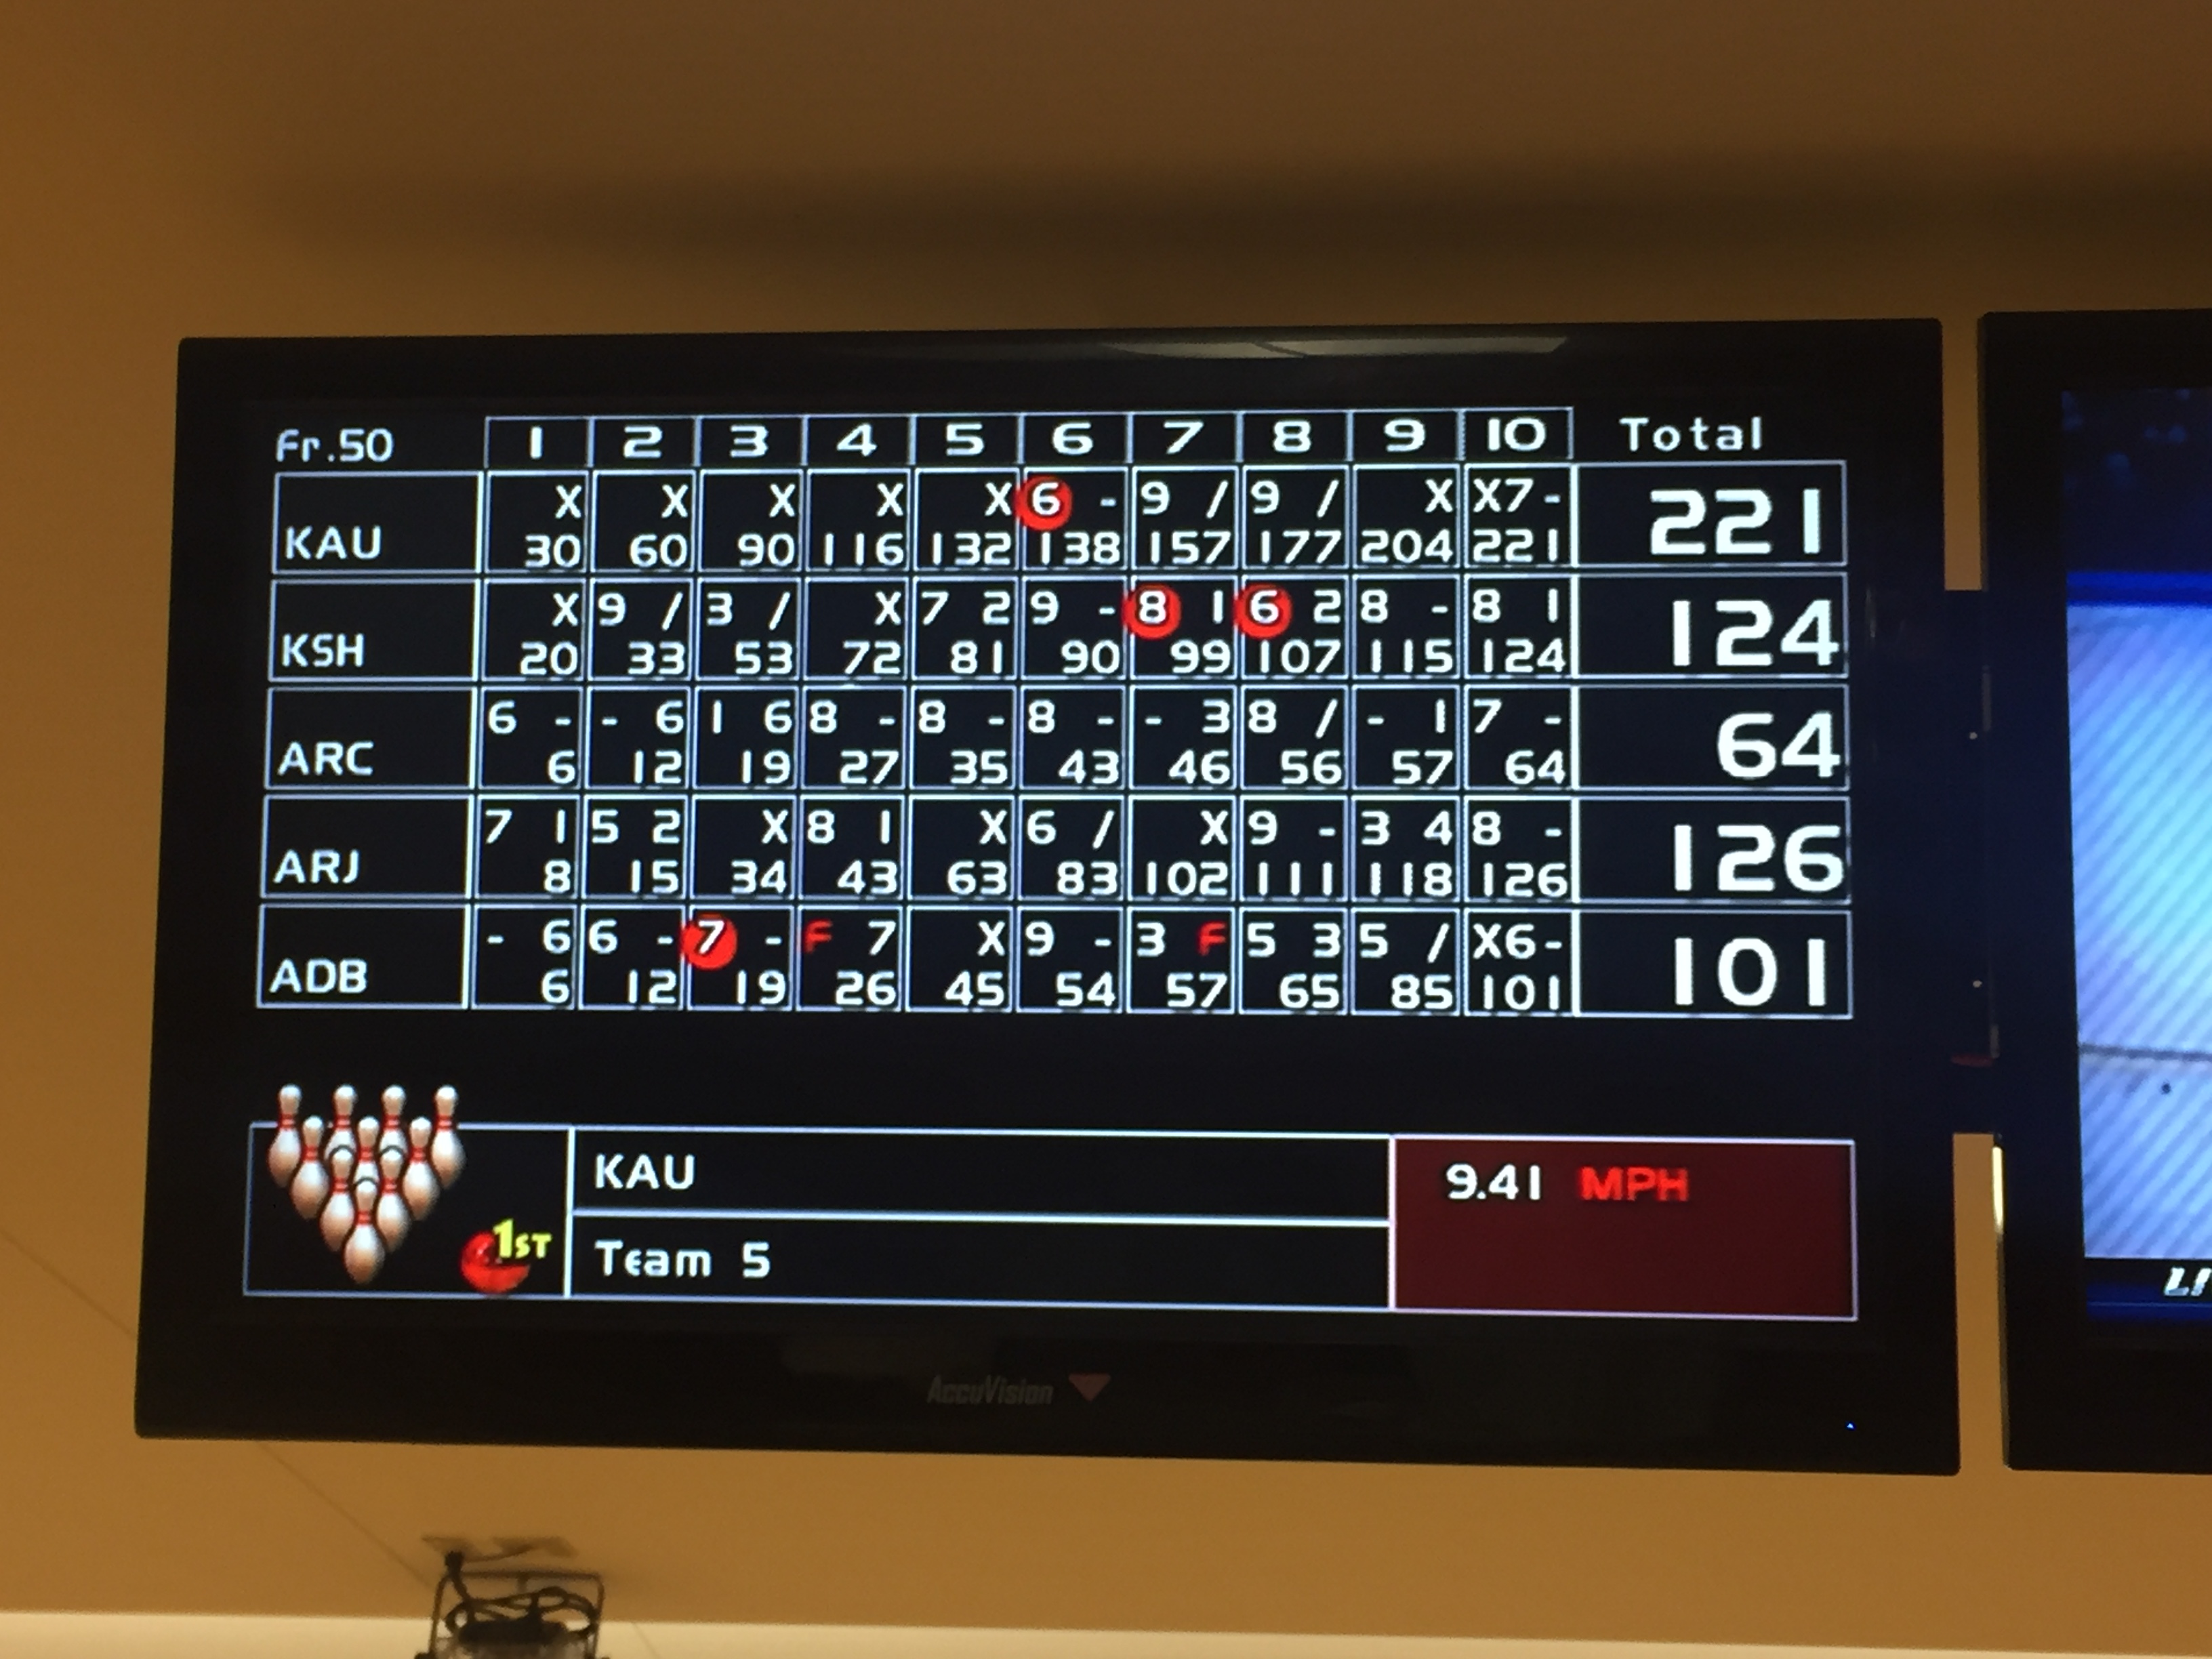 Fr.50 1 2 3 4 5 6 7 8 9 10 Total
X X X X X 6 - 9 / 9 / X X7-
KAU 30 60 90 116 132 138 157 177 204 221 221
X 9 / 3 / X 7 2 9 - 8 1 6 2 8 - 8 1
KSH 20 33 53 72 81 90 99 107 115 124 124
6 - - 6 1 6 8 - 8 - 8 - - 3 8 / - 1 7 -
ARC 6 12 19 27 35 43 46 56 57 64 64
7 1 5 2 X 8 1 X 6 / X 9 - 3 4 8 -
ARJ 8 15 34 43 63 83 102 111 118 126 126
- 6 6 - 7 - F 7 X 9 - 3 F 5 3 5 / X6-
ADB 6 12 19 26 45 54 57 65 85 101 101
KAU 9.41 MPH
1ST
Team 5
AccuVision